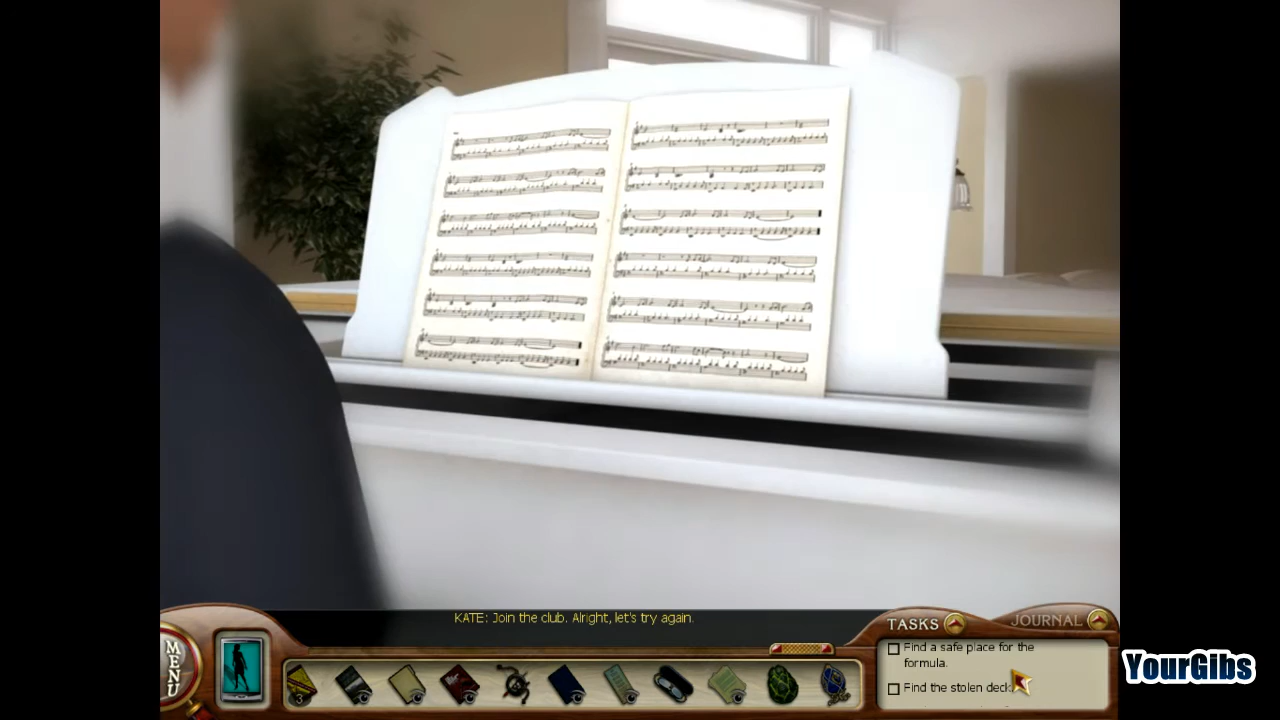 KATE: Join the club. Alright, let's try again.
TASKS
JOURNAL
MENU
Find a safe place for the
formula.
Find the stolen deck
3
YourGibs